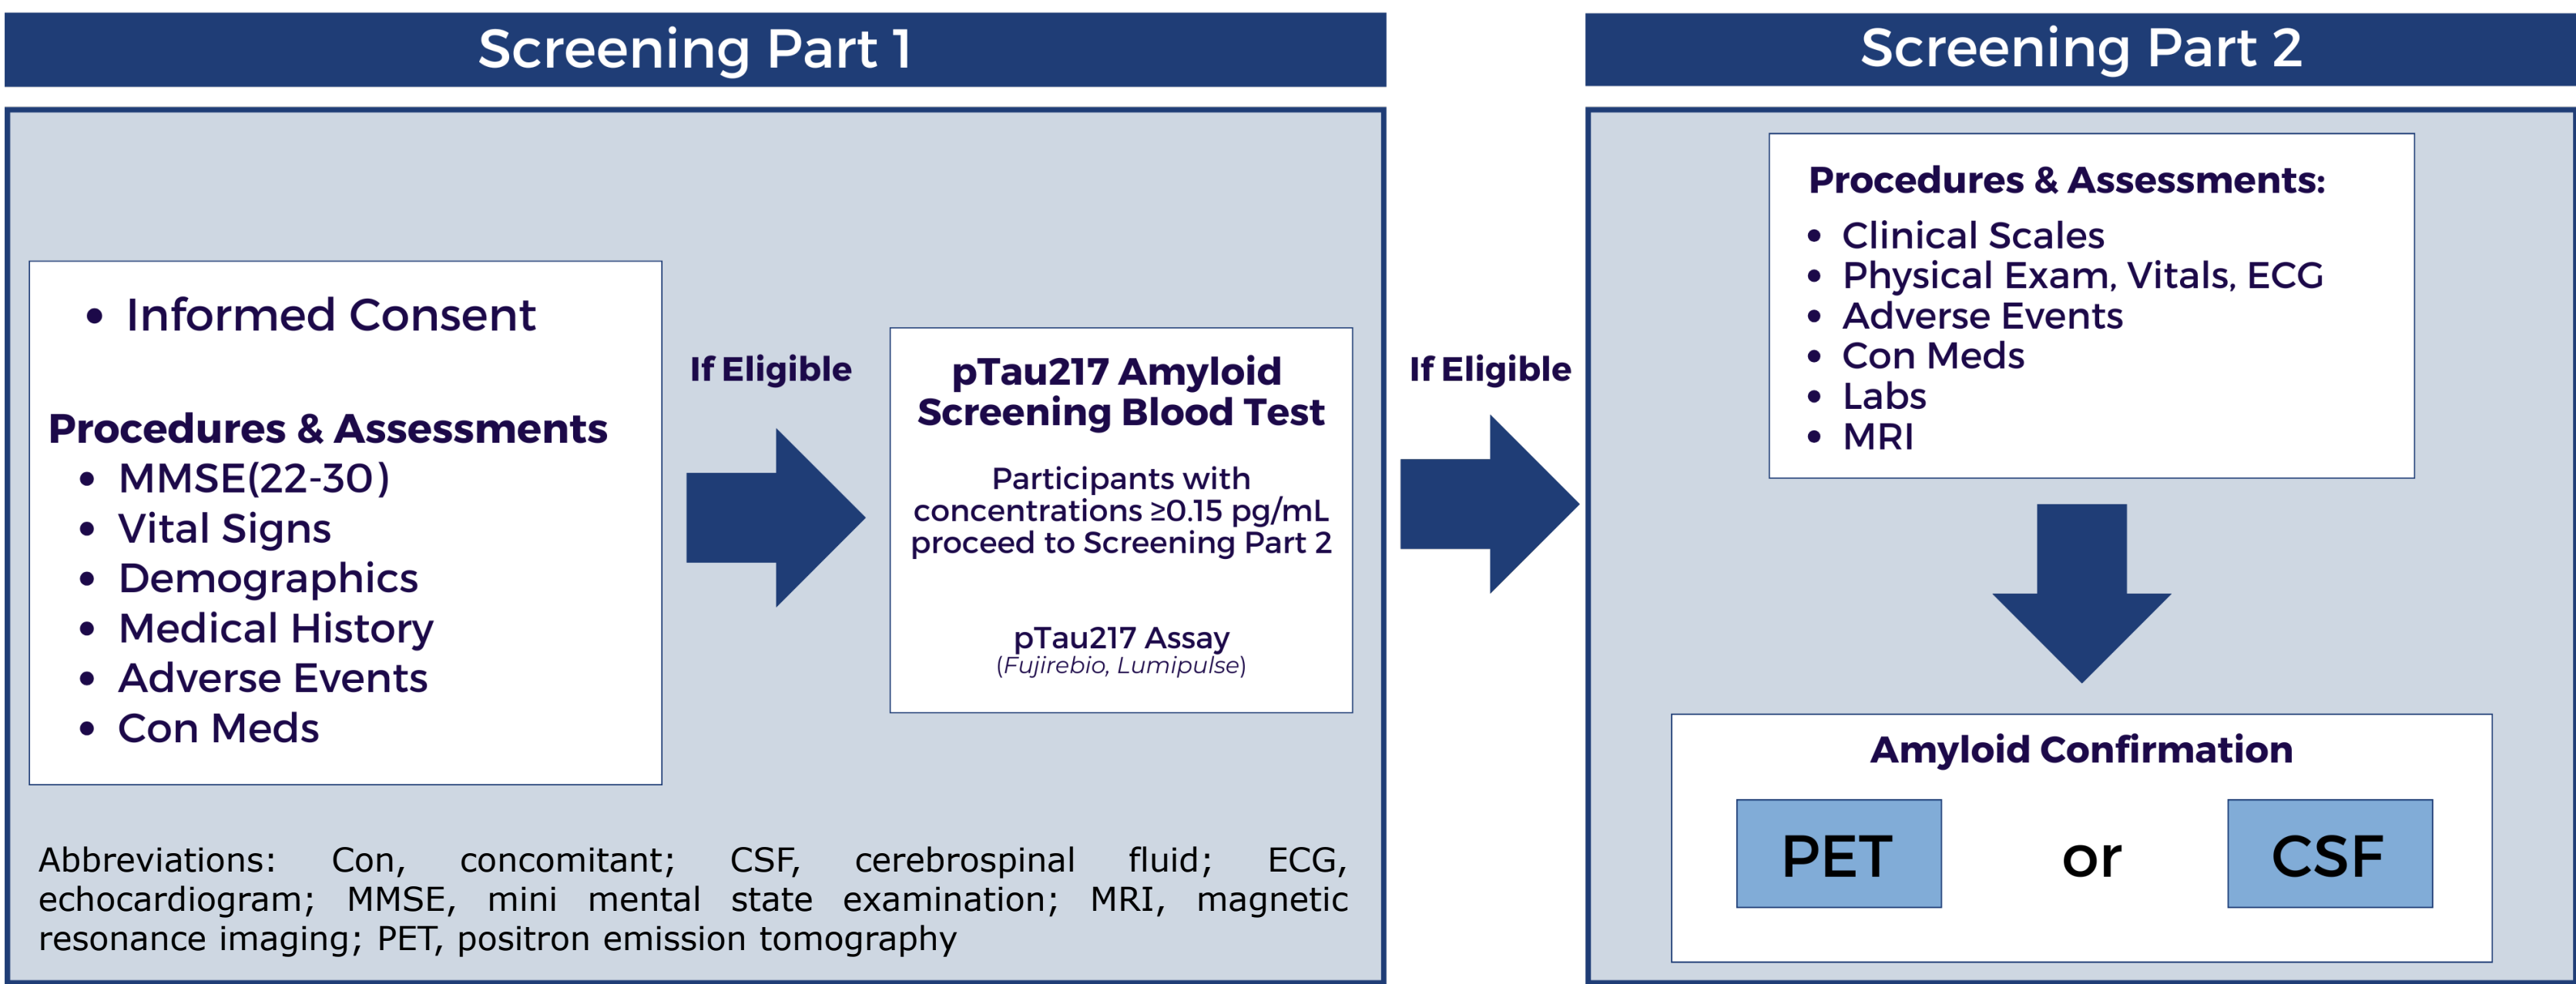 Screening Part 1
• Informed Consent
Procedures & Assessments
• MMSE(22-30)
• Vital Signs
• Demographics
• Medical History
• Adverse Events
• Con Meds
If Eligible
pTau217 Amyloid
Screening Blood Test
Participants with
concentrations ≥0.15 pg/mL
proceed to Screening Part 2
pTau217 Assay
(Fujirebio, Lumipulse)
Abbreviations: Con, concomitant; CSF, cerebrospinal fluid; ECG,
echocardiogram; MMSE, mini mental state examination; MRI, magnetic
resonance imaging; PET, positron emission tomography
If Eligible
Screening Part 2
Procedures & Assessments:
• Clinical Scales
• Physical Exam, Vitals, ECG
• Adverse Events
• Con Meds
• Labs
• MRI
Amyloid Confirmation
PET or CSF